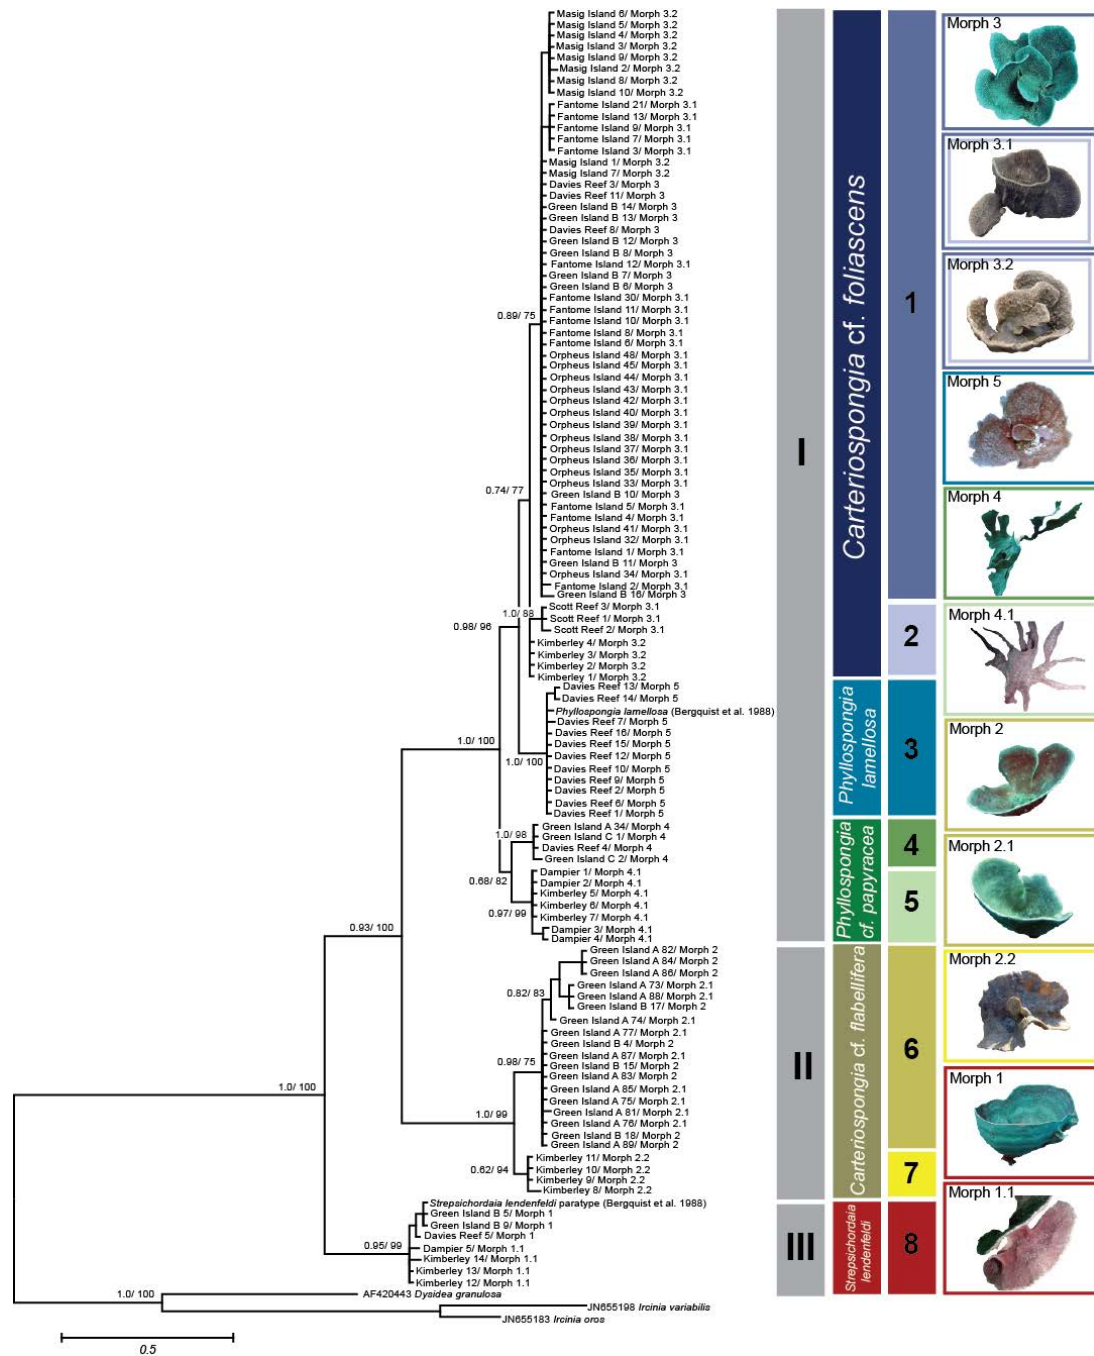 Masig Island 6/ Morph 3.2
Masig Island 5/ Morph 3.2
Masig Island 4/ Morph 3.2
Masig Island 3/ Morph 3.2
Masig Island 9/ Morph 3.2
Masig Island 2/ Morph 3.2
Masig Island 8/ Morph 3.2
Masig Island 10/ Morph 3.2
Fantome Island 21/ Morph 3.1
Fantome Island 13/ Morph 3.1
Fantome Island 9/ Morph 3.1
Fantome Island 7/ Morph 3.1
Fantome Island 3/ Morph 3.1
Masig Island 1/ Morph 3.2
Masig Island 7/ Morph 3.2
Davies Reef 3/ Morph 3
Davies Reef 11/ Morph 3
Green Island B 14/ Morph 3
Green Island B 13/ Morph 3
Davies Reef 8/ Morph 3
Green Island B 12/ Morph 3
Green Island B 8/ Morph 3
Fantome Island 12/ Morph 3.1
Green Island B 7/ Morph 3
Green Island B 6/ Morph 3
Fantome Island 30/ Morph 3.1
Fantome Island 11/ Morph 3.1
Fantome Island 10/ Morph 3.1
Fantome Island 8/ Morph 3.1
Fantome Island 6/ Morph 3.1
Orpheus Island 48/ Morph 3.1
Orpheus Island 45/ Morph 3.1
Orpheus Island 44/ Morph 3.1
Orpheus Island 43/ Morph 3.1
Orpheus Island 42/ Morph 3.1
Orpheus Island 40/ Morph 3.1
Orpheus Island 39/ Morph 3.1
Orpheus Island 38/ Morph 3.1
Orpheus Island 37/ Morph 3.1
Orpheus Island 36/ Morph 3.1
Orpheus Island 35/ Morph 3.1
Orpheus Island 33/ Morph 3.1
Green Island B 10/ Morph 3
Fantome Island 5/ Morph 3.1
Fantome Island 4/ Morph 3.1
Orpheus Island 41/ Morph 3.1
Orpheus Island 32/ Morph 3.1
Fantome Island 1/ Morph 3.1
Green Island B 11/ Morph 3
Orpheus Island 34/ Morph 3.1
Fantome Island 2/ Morph 3.1
Green Island B 16/ Morph 3
Scott Reef 3/ Morph 3.1
Scott Reef 1/ Morph 3.1
Scott Reef 2/ Morph 3.1
Kimberley 4/ Morph 3.2
Kimberley 3/ Morph 3.2
Kimberley 2/ Morph 3.2
Kimberley 1/ Morph 3.2
Davies Reef 13/ Morph 5
Davies Reef 14/ Morph 5
Phyllospongia lamellosa (Bergquist et al. 1988)
Davies Reef 7/ Morph 5
Davies Reef 16/ Morph 5
Davies Reef 15/ Morph 5
Davies Reef 12/ Morph 5
Davies Reef 10/ Morph 5
Davies Reef 9/ Morph 5
Davies Reef 2/ Morph 5
Davies Reef 6/ Morph 5
Davies Reef 1/ Morph 5
Green Island A 34/ Morph 4
Green Island C 1/ Morph 4
Davies Reef 4/ Morph 4
Green Island C 2/ Morph 4
Dampier 1/ Morph 4.1
Dampier 2/ Morph 4.1
Kimberley 5/ Morph 4.1
Kimberley 6/ Morph 4.1
Kimberley 7/ Morph 4.1
Dampier 3/ Morph 4.1
Dampier 4/ Morph 4.1
Green Island A 82/ Morph 2
Green Island A 84/ Morph 2
Green Island A 86/ Morph 2
Green Island A 73/ Morph 2.1
Green Island A 88/ Morph 2.1
Green Island B 17/ Morph 2
Green Island A 74/ Morph 2.1
Green Island A 77/ Morph 2.1
Green Island B 4/ Morph 2
Green Island A 87/ Morph 2.1
Green Island B 15/ Morph 2
Green Island A 83/ Morph 2
Green Island A 85/ Morph 2.1
Green Island A 75/ Morph 2.1
Green Island A 81/ Morph 2.1
Green Island A 76/ Morph 2.1
Green Island B 18/ Morph 2
Green Island A 89/ Morph 2
Kimberley 11/ Morph 2.2
Kimberley 10/ Morph 2.2
Kimberley 9/ Morph 2.2
Kimberley 8/ Morph 2.2
Strepsichordaia lendenfeldi paratype (Bergquist et al. 1988)
Green Island B 5/ Morph 1
Green Island B 9/ Morph 1
Davies Reef 5/ Morph 1
Dampier 5/ Morph 1.1
Kimberley 14/ Morph 1.1
Kimberley 13/ Morph 1.1
Kimberley 12/ Morph 1.1
AF420443 Dysidea granulosa
JN655198 Ircinia variabilis
JN655183 Ircinia oros
0.89/ 75
0.74/ 77
1.0/ 88
0.98/ 96
1.0/ 100
1.0/ 100
1.0/ 98
0.68/ 82
0.97/ 99
0.93/ 100
0.82/ 83
0.98/ 75
1.0/ 100
1.0/ 99
0.62/ 94
0.95/ 99
1.0/ 100
0.5
I
II
III
Carteriospongia cf. foliascens
Phyllospongia
lamellosa
Phyllospongia
cf. papyracea
Carteriospongia cf. flabellifera
Strepsichordaia
lendenfeldi
1
2
3
4
5
6
7
8
Morph 3
Morph 3.1
Morph 3.2
Morph 5
Morph 4
Morph 4.1
Morph 2
Morph 2.1
Morph 2.2
Morph 1
Morph 1.1